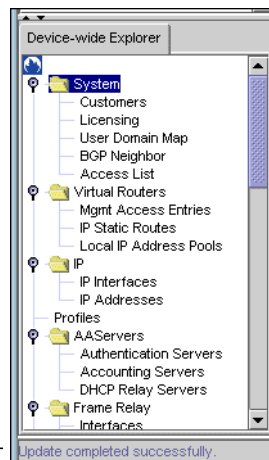 Device-wide Explorer
System
Customers
Licensing
User Domain Map
BGP Neighbor
Access List
Virtual Routers
Mgmt Access Entries
IP Static Routes
Local IP Address Pools
IP
IP Interfaces
IP Addresses
Profiles
AAServers
Authentication Servers
Accounting Servers
DHCP Relay Servers
Frame Relay
Interfaces
Update completed successfully.